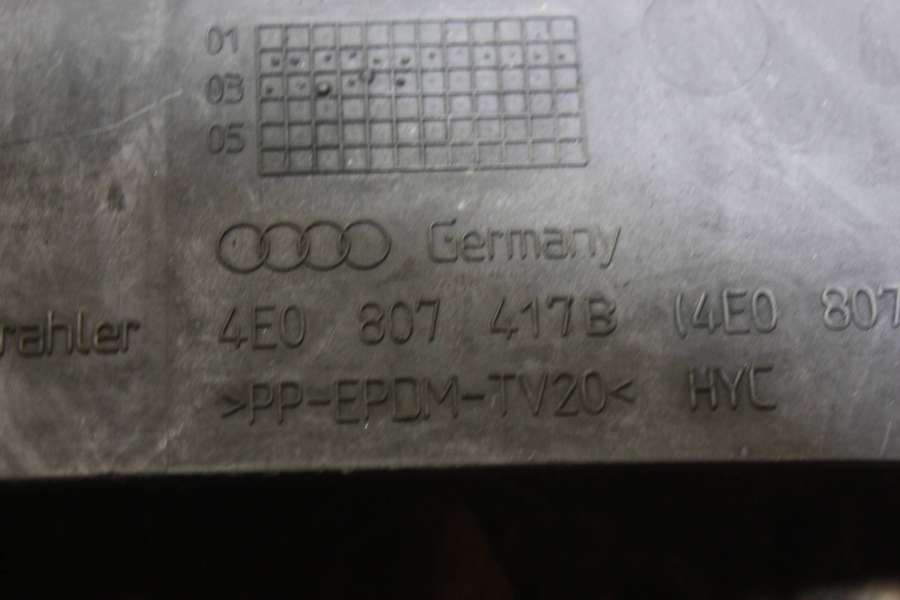 01
03
05
Germany
rahler 4E0 807 417B (4E0 807
>PP-EPDM-TV20< HYC